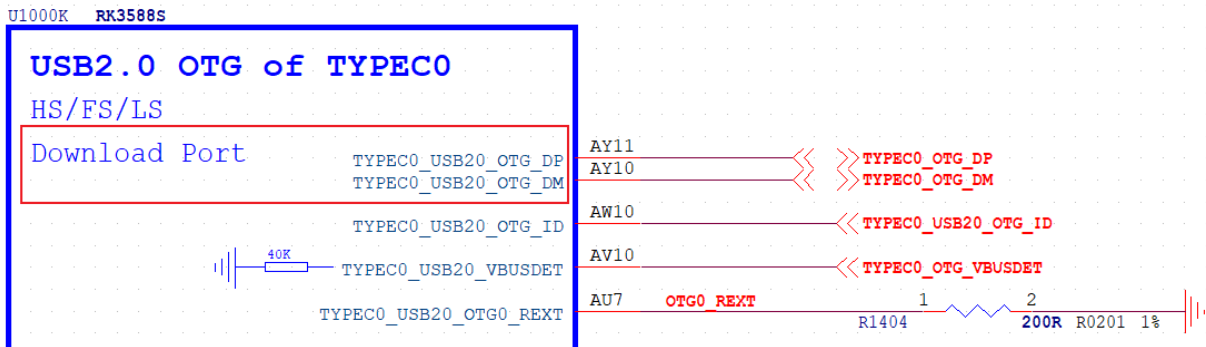 U1000K RK3588S
USB2.0 OTG of TYPEC0
HS/FS/LS
Download Port
TYPEC0_USB20_OTG_DP AY11 TYPEC0_OTG_DP
TYPEC0_USB20_OTG_DM AY10 TYPEC0_OTG_DM
TYPEC0_USB20_OTG_ID AW10 TYPEC0_USB20_OTG_ID
40K TYPEC0_USB20_VBUSDET AV10 TYPEC0_OTG_VBUSDET
TYPEC0_USB20_OTG0_REXT AU7 OTG0_REXT 1 2
R1404 200R R0201 1%